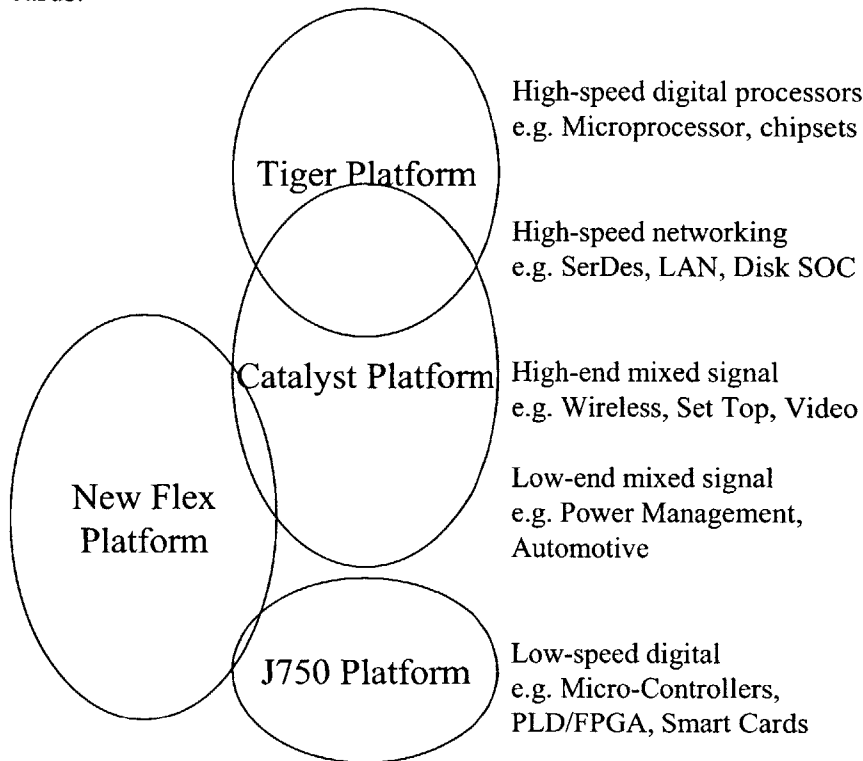 Tiger Platform
High-speed digital processors
e.g. Microprocessor, chipsets
High-speed networking
e.g. SerDes, LAN, Disk SOC
Catalyst Platform
High-end mixed signal
e.g. Wireless, Set Top, Video
New Flex
Platform
Low-end mixed signal
e.g. Power Management,
Automotive
J750 Platform
Low-speed digital
e.g. Micro-Controllers,
PLD/FPGA, Smart Cards